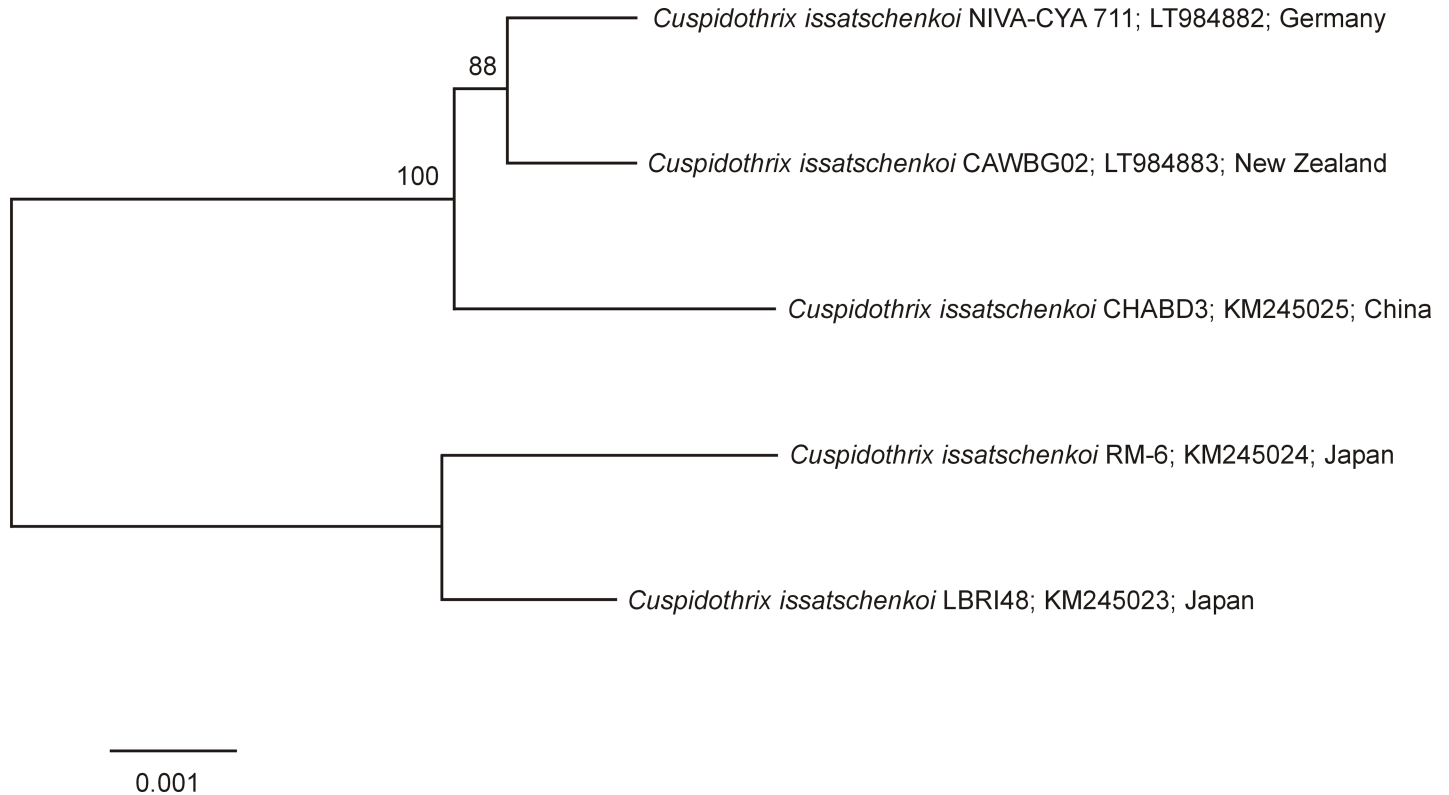 Cuspidothrix issatschenkoi NIVA-CYA 711; LT984882; Germany
88
Cuspidothrix issatschenkoi CAWBG02; LT984883; New Zealand
100
Cuspidothrix issatschenkoi CHABD3; KM245025; China
Cuspidothrix issatschenkoi RM-6; KM245024; Japan
Cuspidothrix issatschenkoi LBRI48; KM245023; Japan
0.001